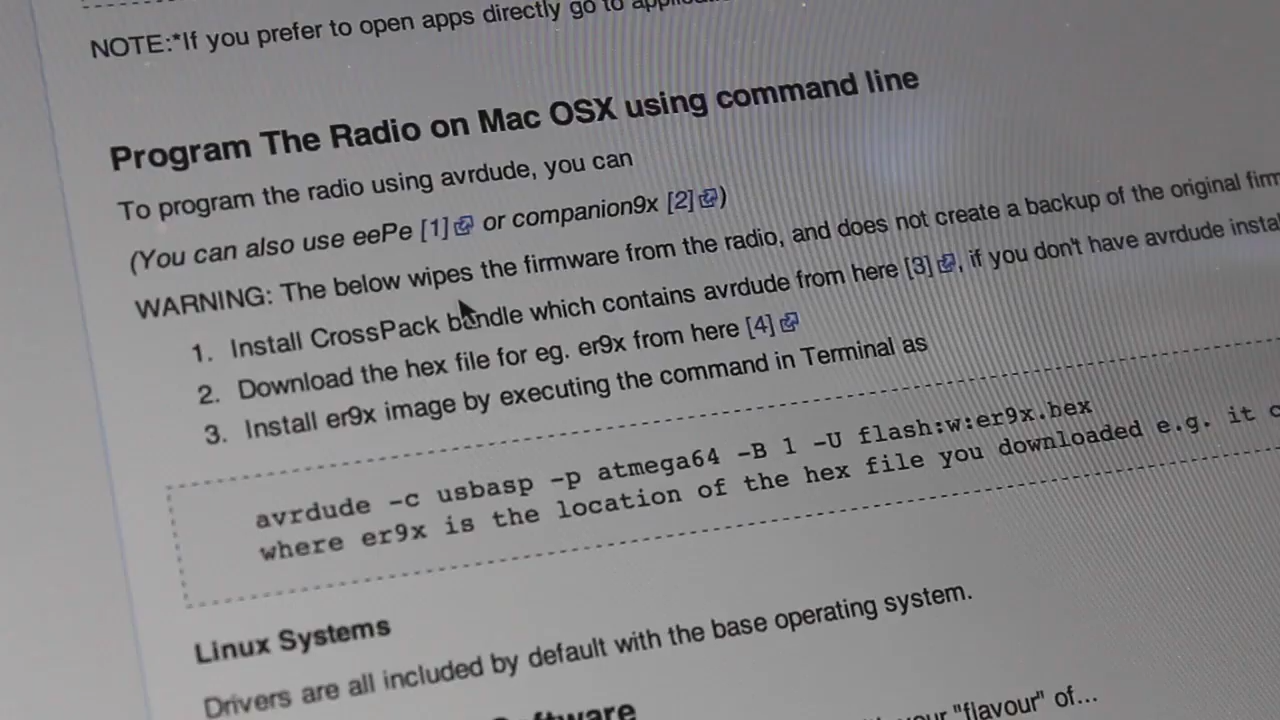 NOTE:*If you prefer to open apps directly go to
Program The Radio on Mac OSX using command line
To program the radio using avrdude, you can
(You can also use eePe [1] or companion9x [2])
WARNING: The below wipes the firmware from the radio, and does not create a backup of the original
1. Install CrossPack bundle which contains avrdude from here [3], if you don't have avrdude
2. Download the hex file for eg. er9x from here [4]
3. Install er9x image by executing the command in Terminal as
avrdude -c usbasp -p atmega64 -B 1 -U flash:w:er9x.hex
where er9x is the location of the hex file you downloaded e.g. it
Linux Systems
Drivers are all included by default with the base operating system.
"flavour" of...